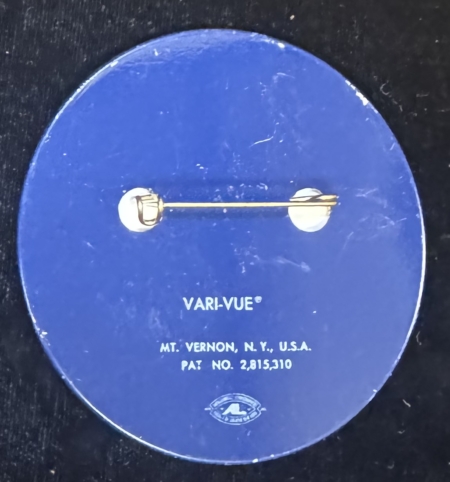 VARI-VUE®
MT. VERNON, N.Y., U.S.A.
PAT NO. 2,815,310